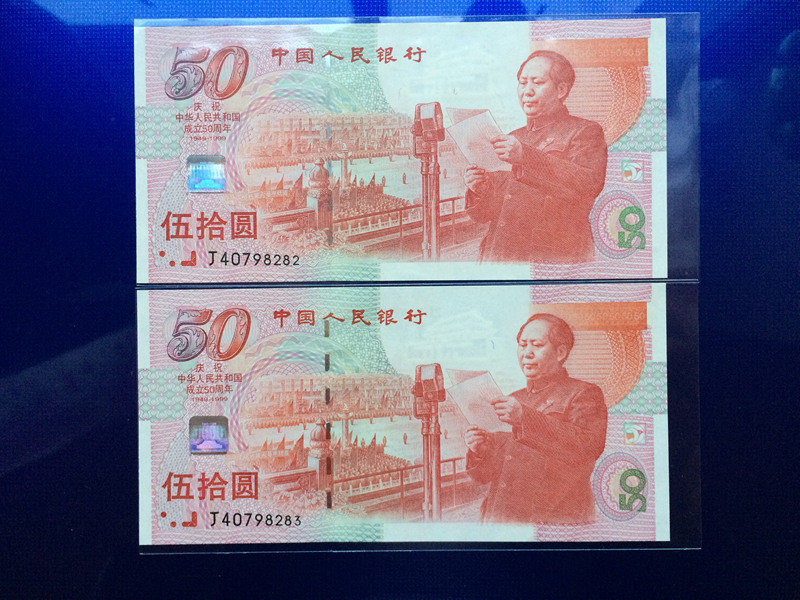 50
中国人民银行
庆祝
中华人民共和国
成立50周年
1949-1999
伍拾圆
J40798282
50
50
中国人民银行
庆祝
中华人民共和国
成立50周年
1949-1999
伍拾圆
J40798283
50